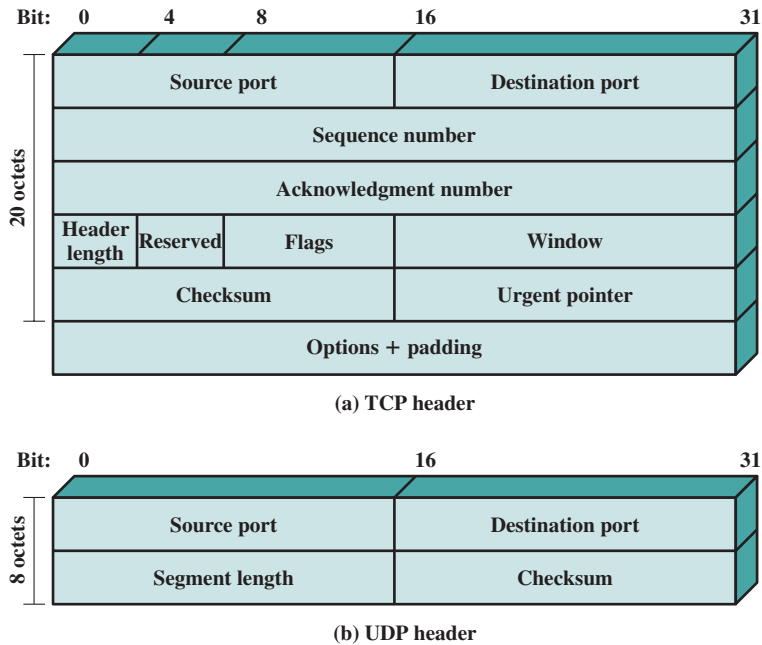 Bit: 0 4 8 16 31
20 octets
Source port Destination port
Sequence number
Acknowledgment number
Header length Reserved Flags Window
Checksum Urgent pointer
Options + padding
(a) TCP header
Bit: 0 16 31
8 octets
Source port Destination port
Segment length Checksum
(b) UDP header